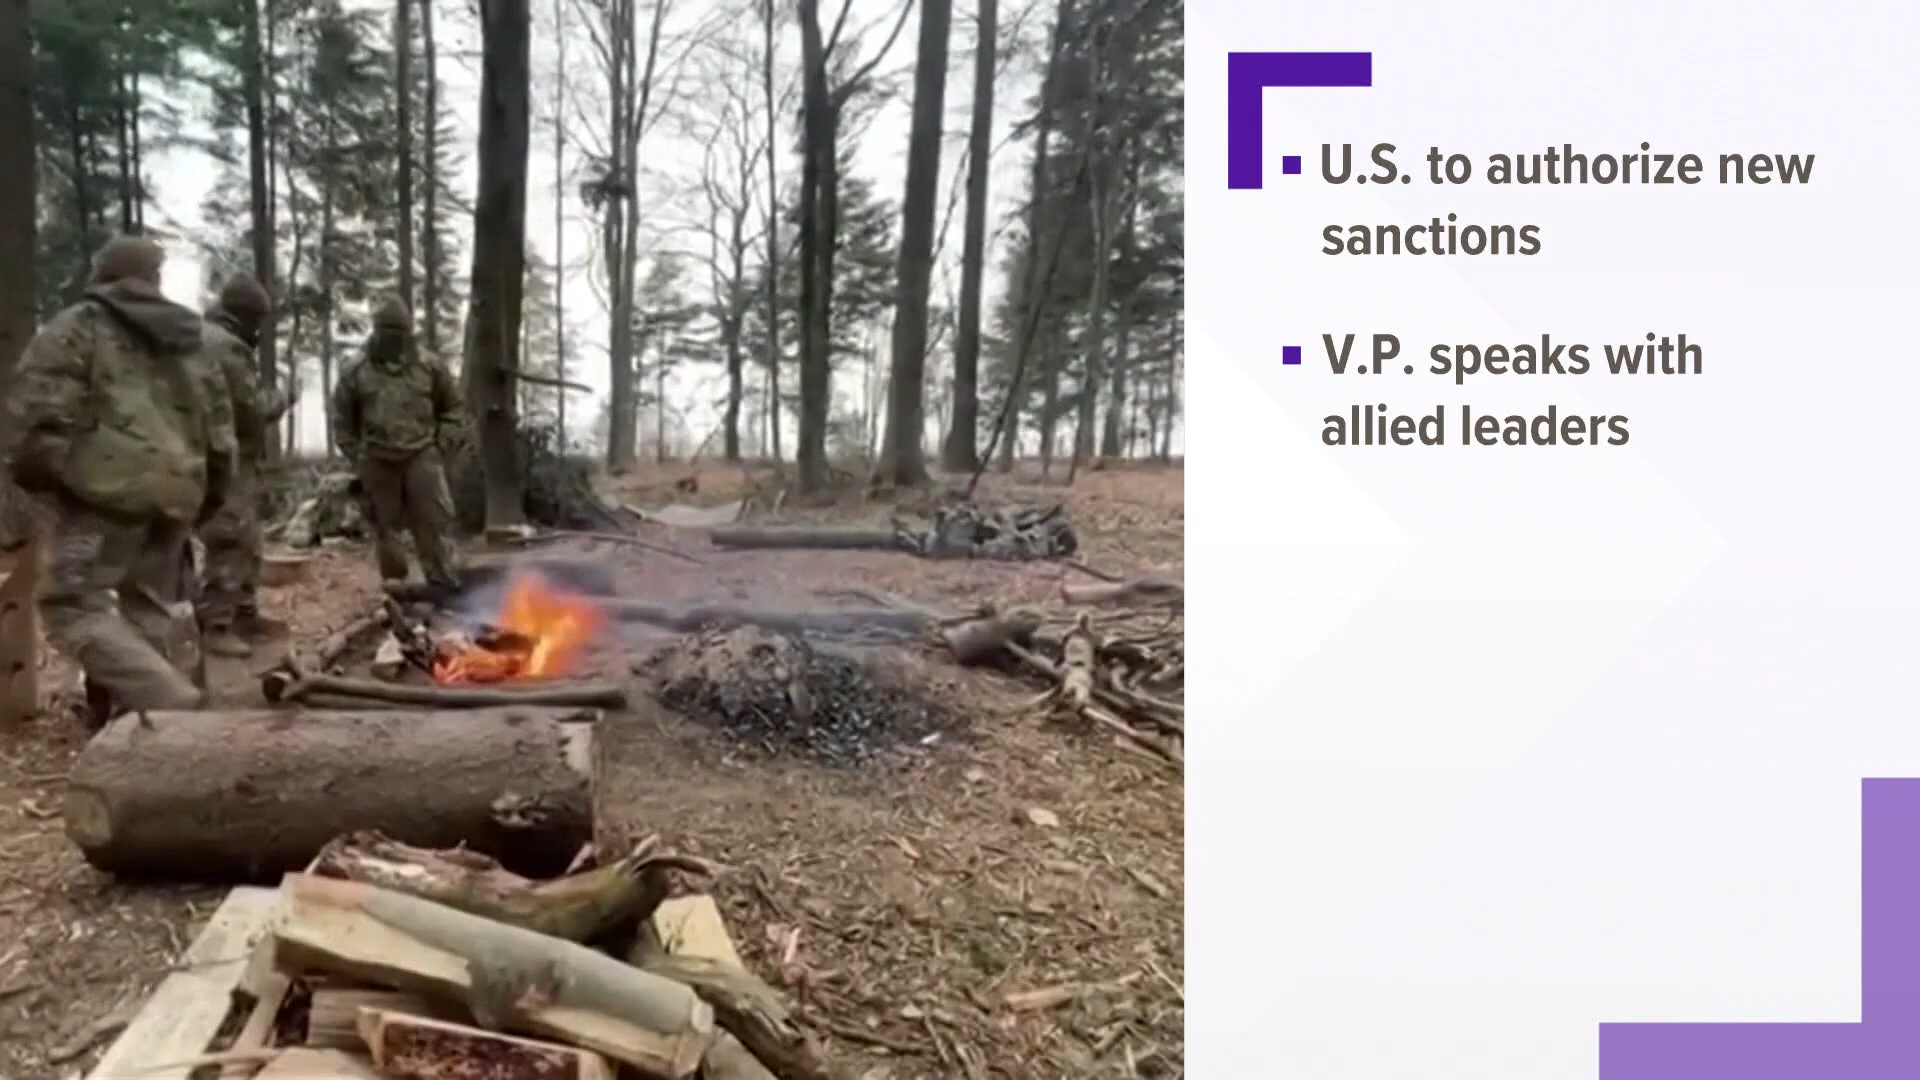 U.S. to authorize new
sanctions
V.P. speaks with
allied leaders